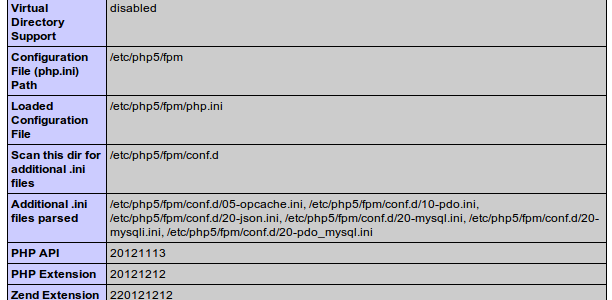 Virtual Directory Support disabled
Configuration File (php.ini) Path /etc/php5/fpm
Loaded Configuration File /etc/php5/fpm/php.ini
Scan this dir for additional .ini files /etc/php5/fpm/conf.d
Additional .ini files parsed /etc/php5/fpm/conf.d/05-opcache.ini, /etc/php5/fpm/conf.d/10-pdo.ini,
/etc/php5/fpm/conf.d/20-json.ini, /etc/php5/fpm/conf.d/20-mysql.ini, /etc/php5/fpm/conf.d/20-
mysqli.ini, /etc/php5/fpm/conf.d/20-pdo_mysql.ini
PHP API 20121113
PHP Extension 20121212
Zend Extension 220121212